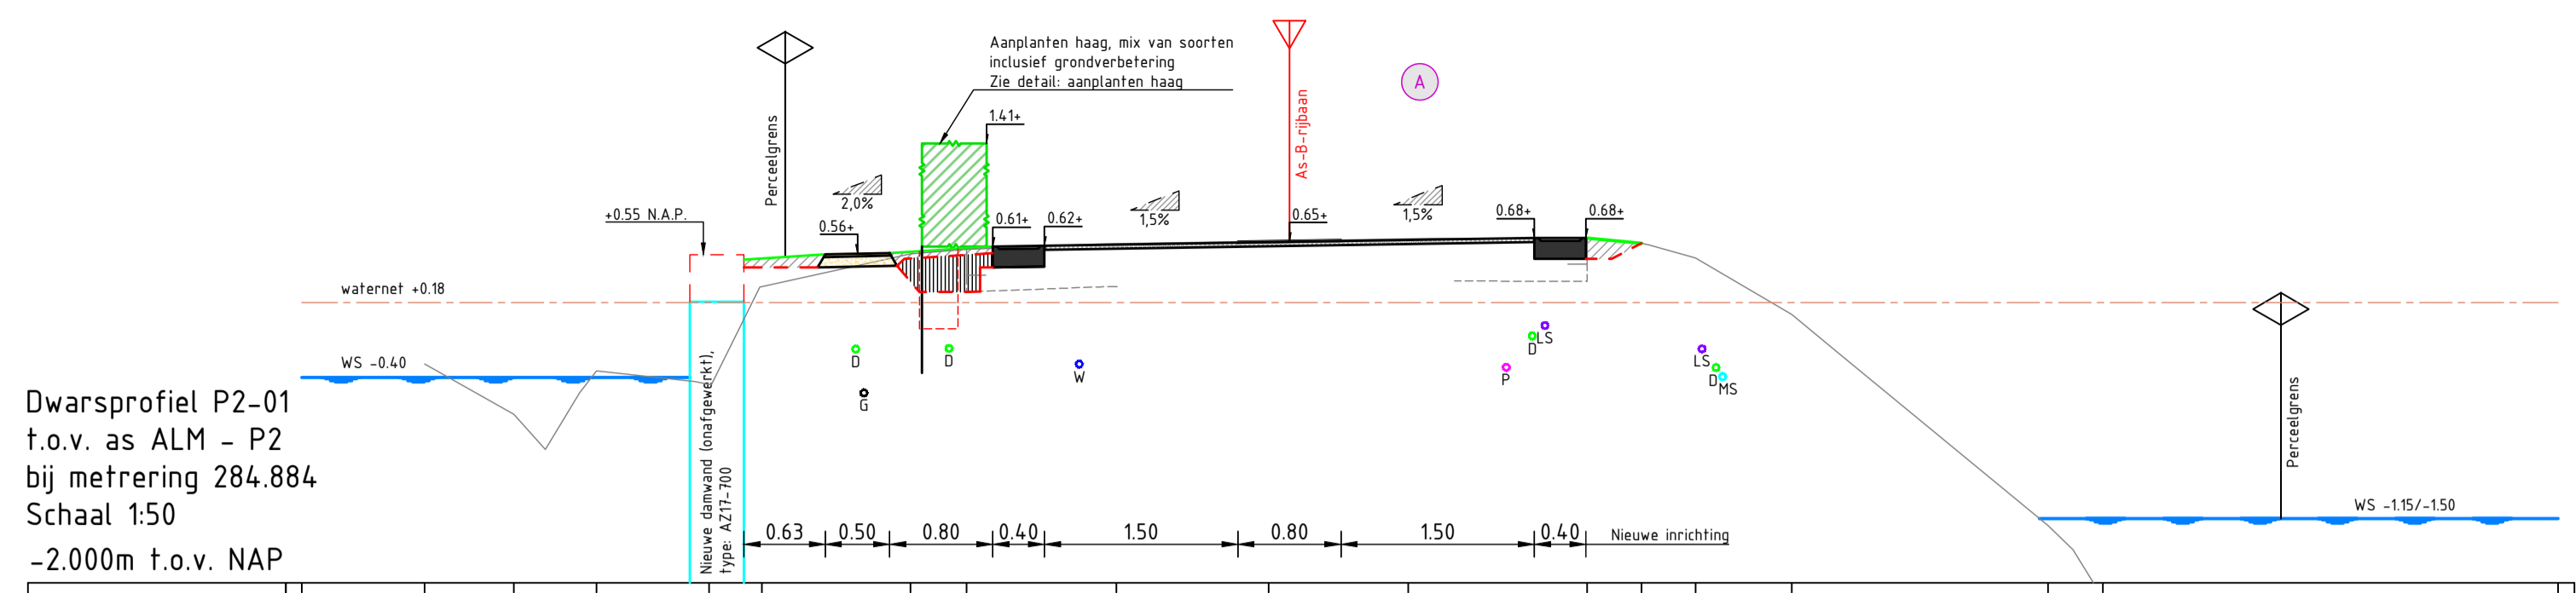 Aanplanten haag, mix van soorten
inclusief grondverbetering
Zie detail: aanplanten haag
A
1.41+
Perceelgrens
As-B-rijbaan
2,0%
1,5%
1,5%
+0.55 N.A.P.
0.56+
0.61+
0.62+
0.65+
0.68+
0.68+
waternet +0.18
WS -0.40
D
D
G
W
P
D
LS
LS
D
MS
Perceelgrens
Dwarsprofiel P2-01
t.o.v. as ALM - P2
bij metrering 284.884
Schaal 1:50
-2.000m t.o.v. NAP
Nieuwe damwand (onafgewerkt),
type: AZ17-700
0.63
0.50
0.80
0.40
1.50
0.80
1.50
0.40
Nieuwe inrichting
WS -1.15/-1.50